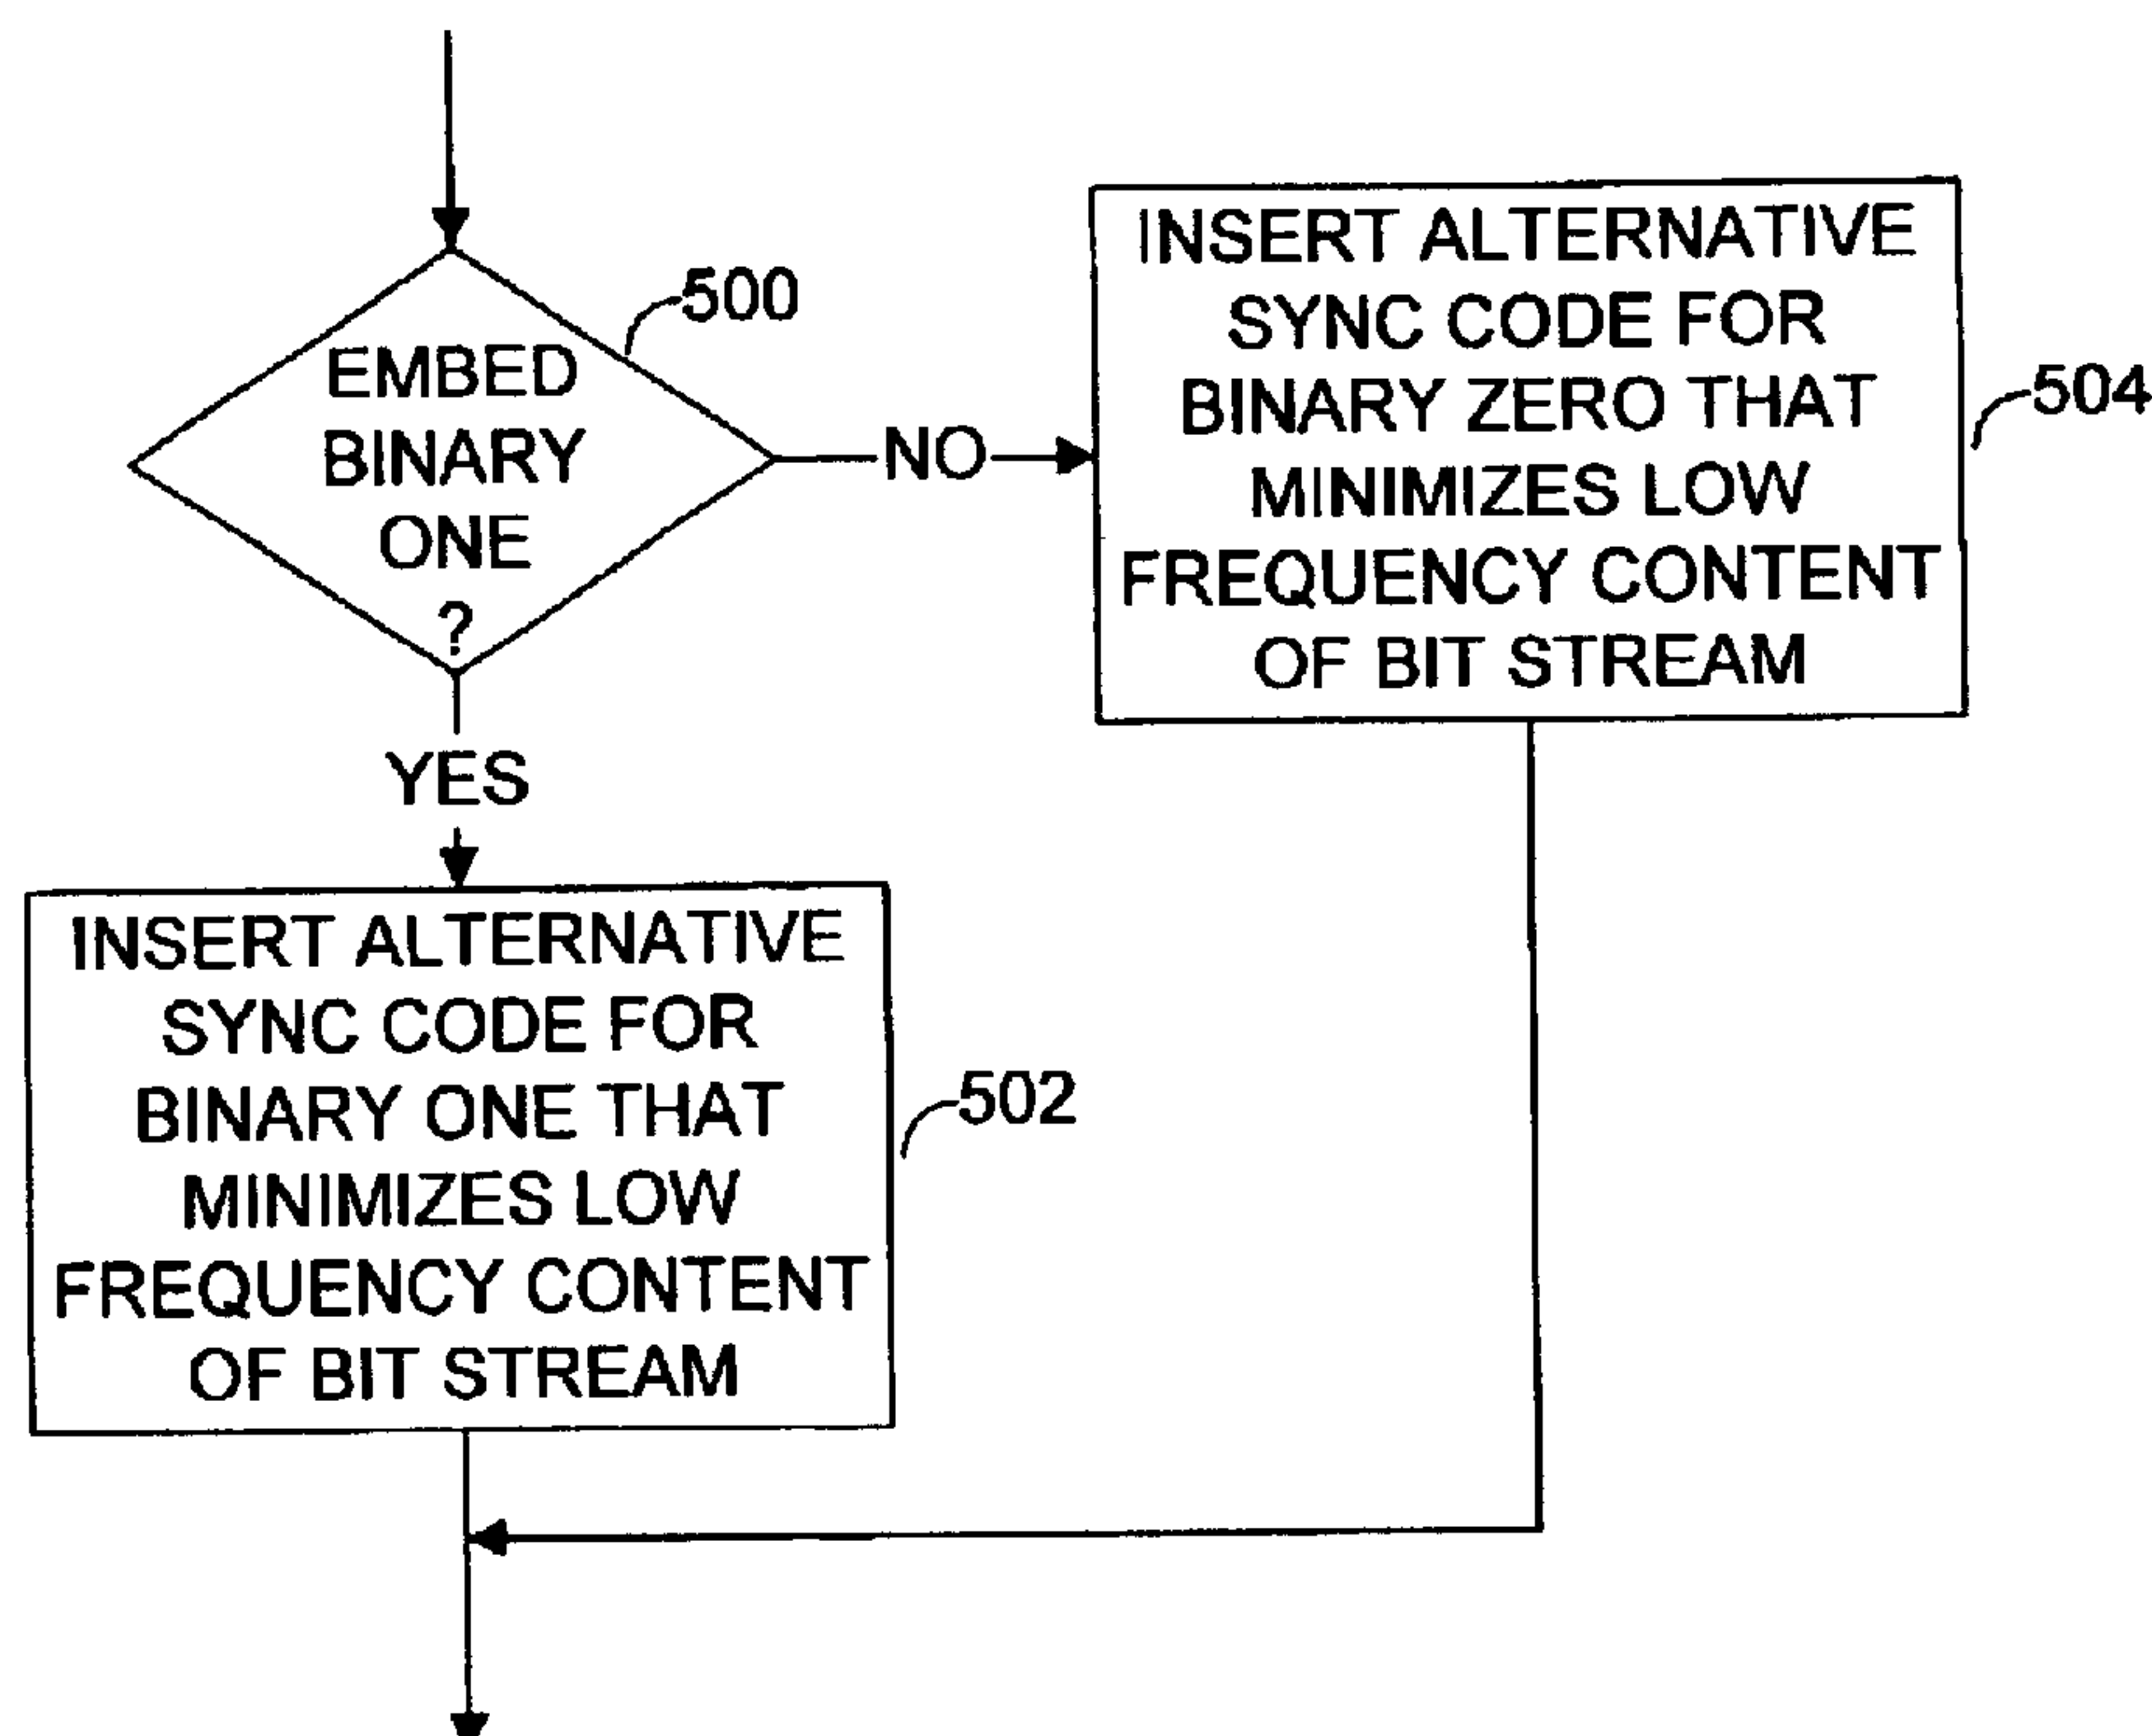 500
EMBED
BINARY
ONE
?
NO
INSERT ALTERNATIVE
SYNC CODE FOR
BINARY ZERO THAT
MINIMIZES LOW
FREQUENCY CONTENT
OF BIT STREAM
504
YES
INSERT ALTERNATIVE
SYNC CODE FOR
BINARY ONE THAT
MINIMIZES LOW
FREQUENCY CONTENT
OF BIT STREAM
502